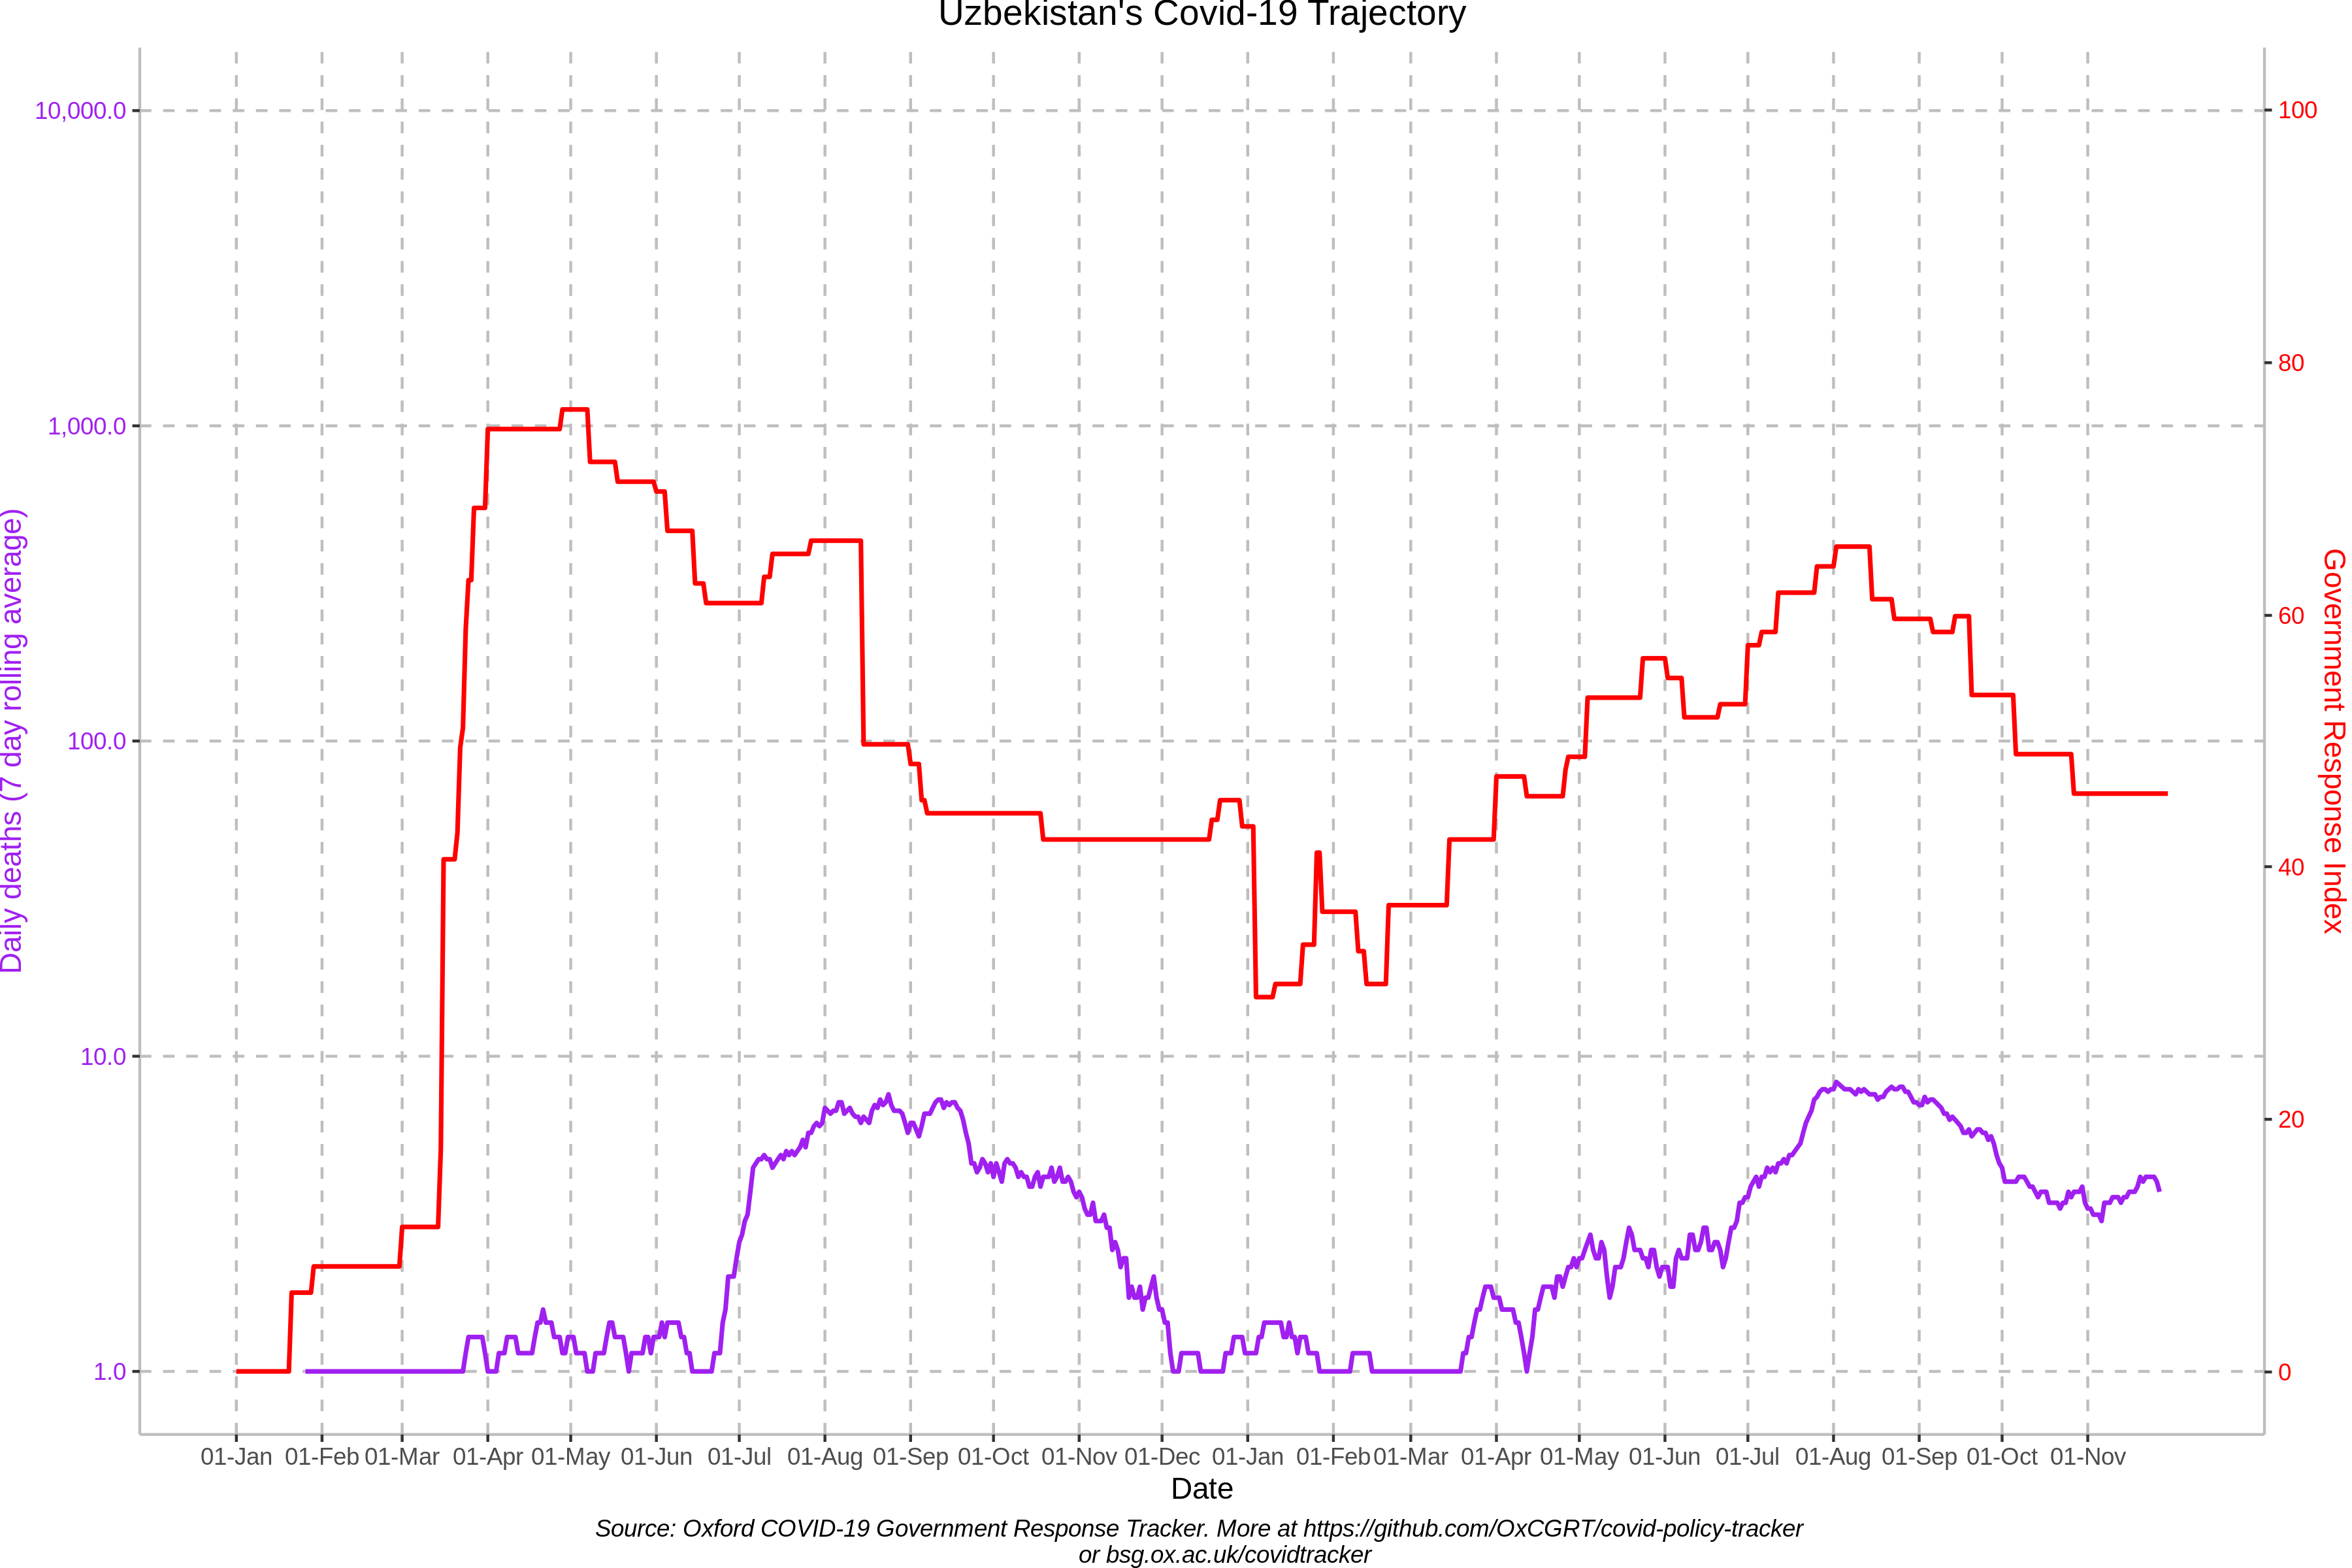 Uzbekistan's Covid-19 Trajectory
10,000.0
1,000.0
100.0
10.0
1.0
Daily deaths (7 day rolling average)
100
80
60
40
20
0
Government Response Index
01-Jan 01-Feb 01-Mar 01-Apr 01-May 01-Jun 01-Jul 01-Aug 01-Sep 01-Oct 01-Nov 01-Dec 01-Jan 01-Feb 01-Mar 01-Apr 01-May 01-Jun 01-Jul 01-Aug 01-Sep 01-Oct 01-Nov
Date
Source: Oxford COVID-19 Government Response Tracker. More at https://github.com/OxCGRT/covid-policy-tracker
or bsg.ox.ac.uk/covidtracker